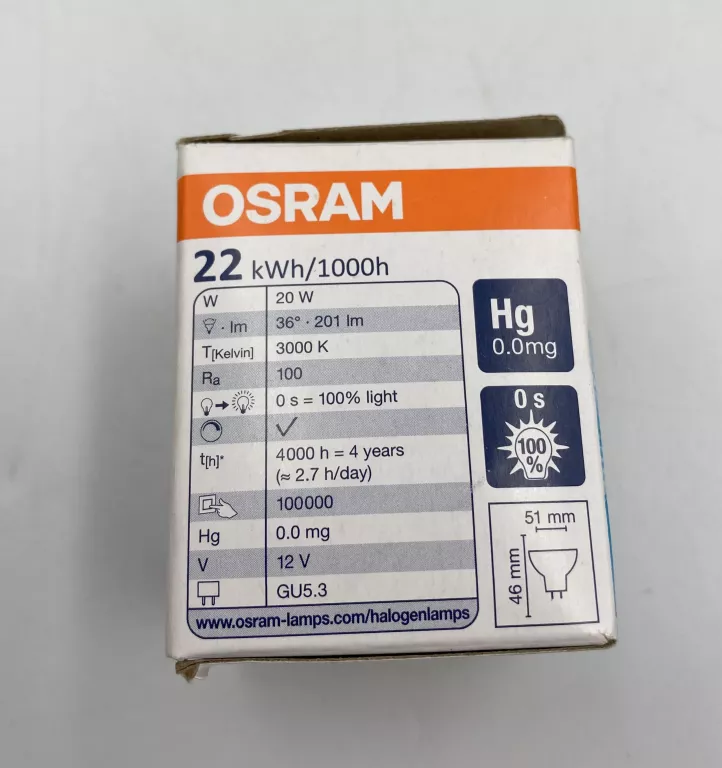 OSRAM
22 kWh/1000h
W 20 W
· lm 36° · 201 lm
T[Kelvin] 3000 K
Ra 100
0 s = 100% light
✓
t[h]* 4000 h = 4 years
(≈ 2.7 h/day)
100000
Hg 0.0 mg
V 12 V
GU5.3
www.osram-lamps.com/halogenlamps
Hg
0.0mg
0 s
100
%
51 mm
46 mm